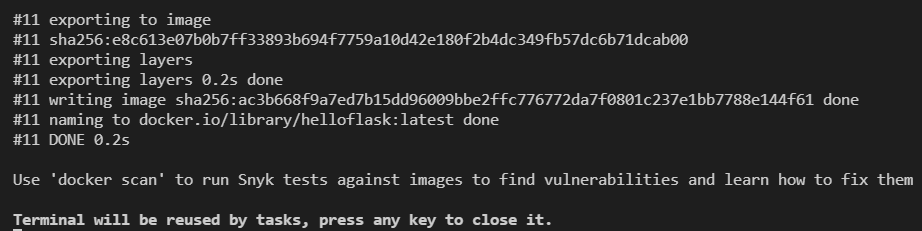 #11 exporting to image
#11 sha256:e8c613e07b0b7ff33893b694f7759a10d42e180f2b4dc349fb57dc6b71dcab00
#11 exporting layers
#11 exporting layers 0.2s done
#11 writing image sha256:ac3b668f9a7ed7b15dd96009bbe2ffc776772da7f0801c237e1bb7788e144f61 done
#11 naming to docker.io/library/helloflask:latest done
#11 DONE 0.2s
Use 'docker scan' to run Snyk tests against images to find vulnerabilities and learn how to fix them
Terminal will be reused by tasks, press any key to close it.